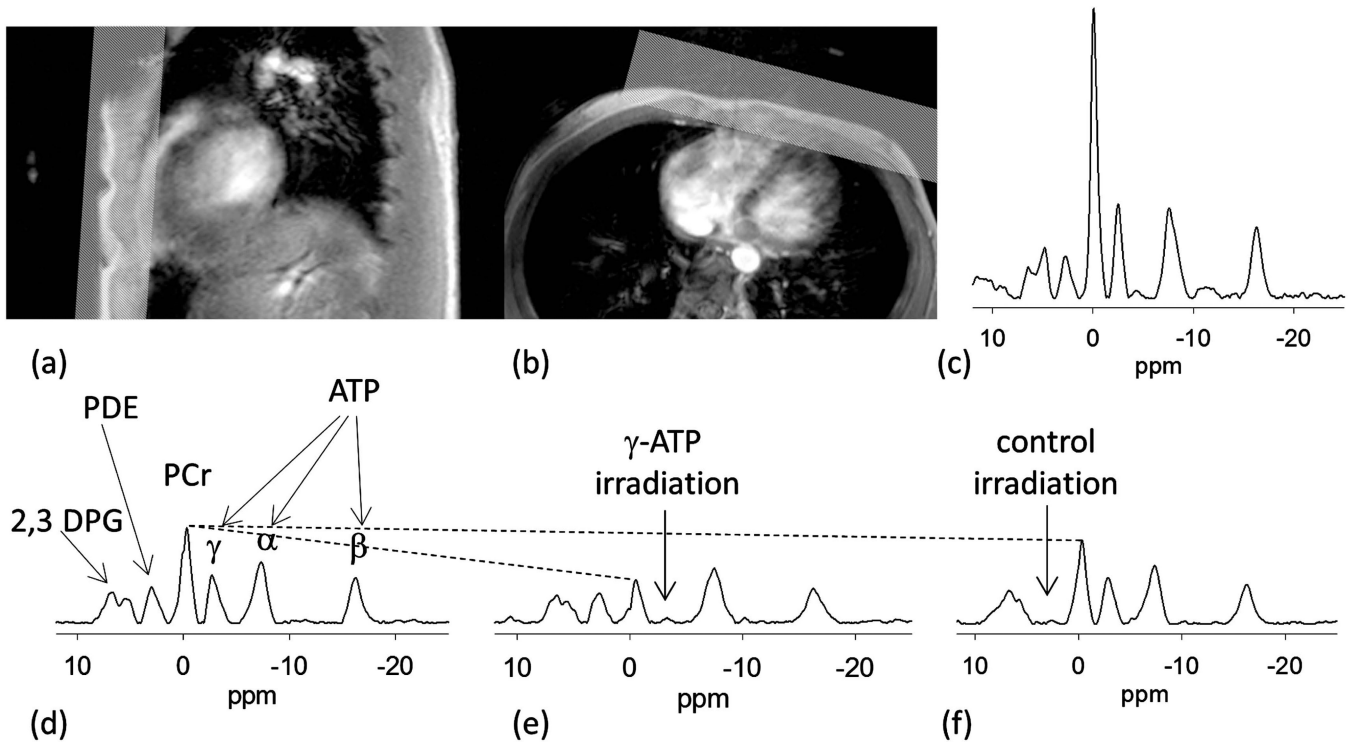 10 0 -10 -20
ppm
(a) (b) (c)
ATP
PDE
PCr
2,3 DPG
γ α β
γ-ATP
irradiation
control
irradiation
10 0 -10 -20
ppm
10 0 -10 -20
ppm
10 0 -10 -20
ppm
(d) (e) (f)